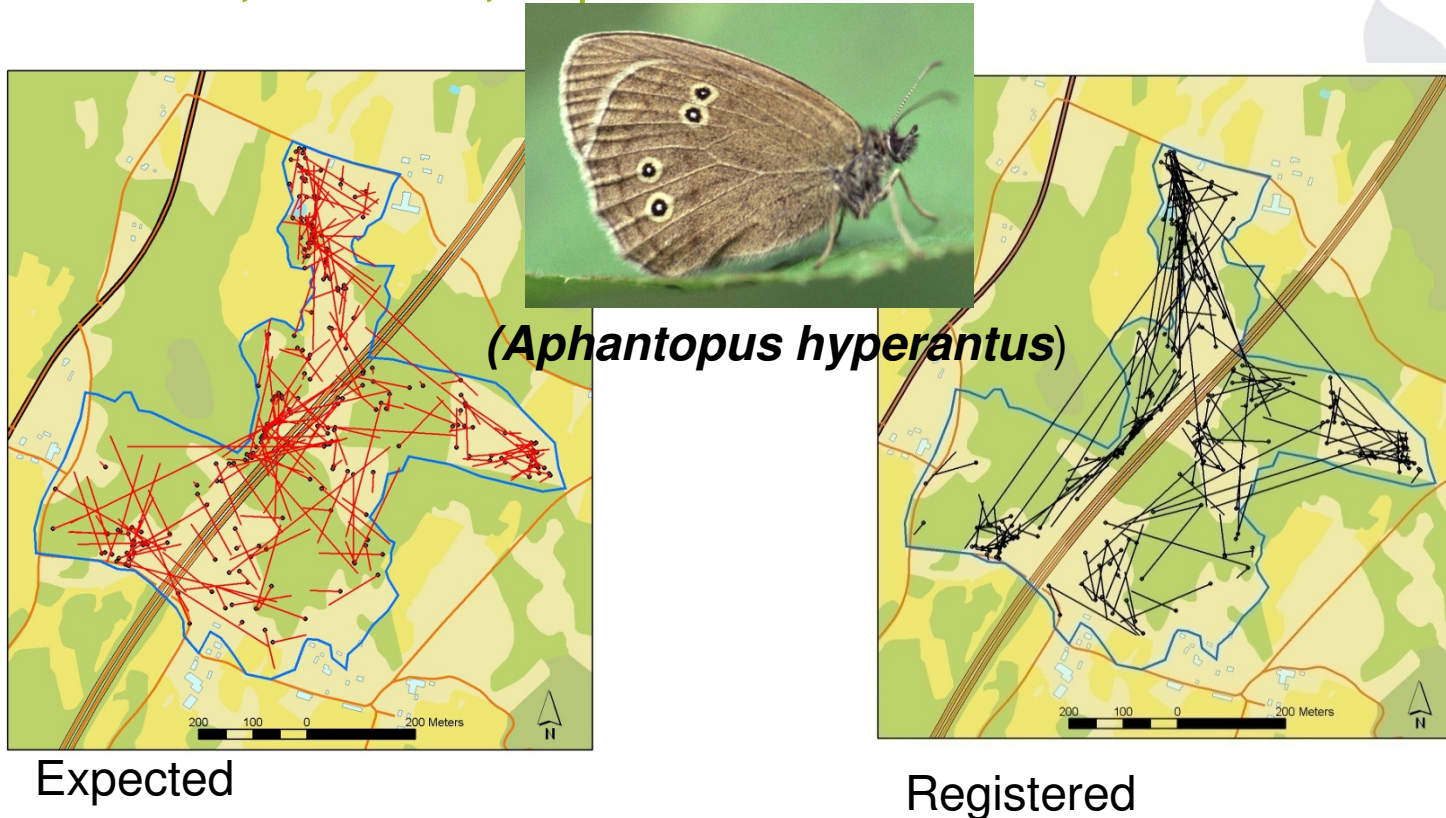 (Aphantopus hyperantus)
200 100 0 200 Meters
N
200 100 0 200 Meters
N
Expected
Registered